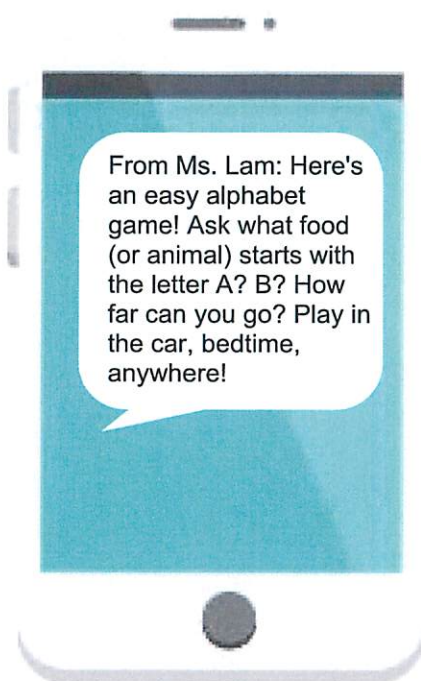 From Ms. Lam: Here's
an easy alphabet
game! Ask what food
(or animal) starts with
the letter A? B? How
far can you go? Play in
the car, bedtime,
anywhere!